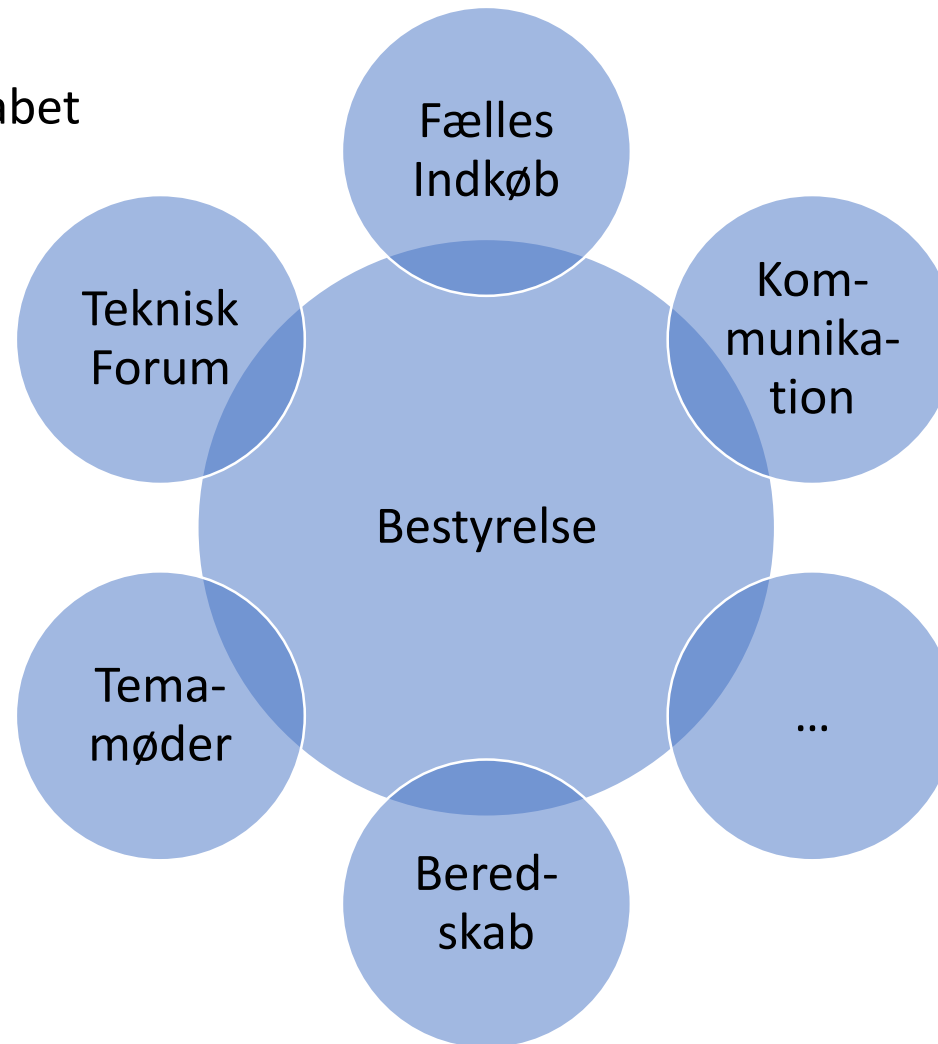 abet
Fælles
Indkøb
Kom-
munika-
tion
Teknisk
Forum
Bestyrelse
Tema-
møder
...
Bered-
skab